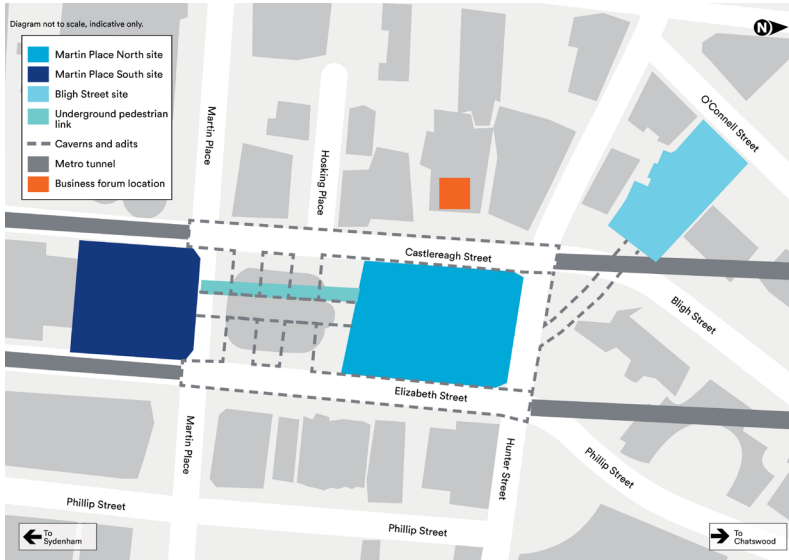 Diagram not to scale, indicative only.
N
Martin Place North site
Martin Place South site
Bligh Street site
Underground pedestrian
link
Caverns and adits
Metro tunnel
Business forum location
Martin Place
Hosking Place
O'Connell Street
Castlereagh Street
Bligh Street
Elizabeth Street
Martin Place
Hunter Street
Phillip Street
Phillip Street
Phillip Street
To
Sydenham
To
Chatswood